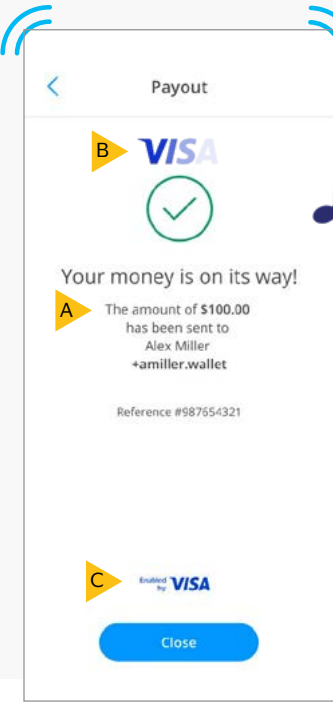 Payout
B
VISA
Your money is on its way!
A
The amount of $100.00
has been sent to
Alex Miller
+amiller.wallet
Reference #987654321
C
Enabled
by
VISA
Close